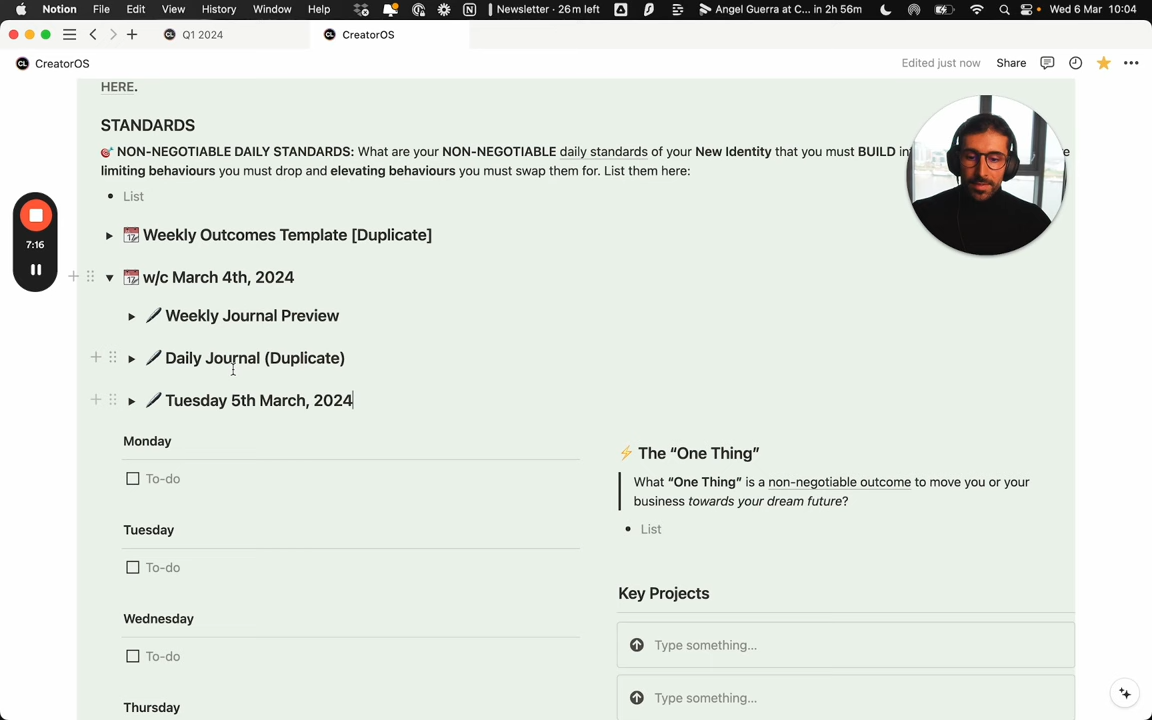 Notion File Edit View History Window Help Newsletter · 26 m left Angel Guerra at C... in 2h 56m Wed 6 Mar 10:04
CL Q1 2024 CL CreatorOS
CL CreatorOS Edited just now Share
HERE.
STANDARDS
NON-NEGOTIABLE DAILY STANDARDS: What are your NON-NEGOTIABLE daily standards of your New Identity that you must BUILD
limiting behaviours you must drop and elevating behaviours you must swap them for. List them here:
• List
Weekly Outcomes Template [Duplicate]
7:16
w/c March 4th, 2024
Weekly Journal Preview
Daily Journal (Duplicate)
Tuesday 5th March, 2024
Monday
To-do
Tuesday
To-do
Wednesday
To-do
Thursday
The “One Thing”
What “One Thing” is a non-negotiable outcome to move you or your
business towards your dream future?
• List
Key Projects
Type something...
Type something...